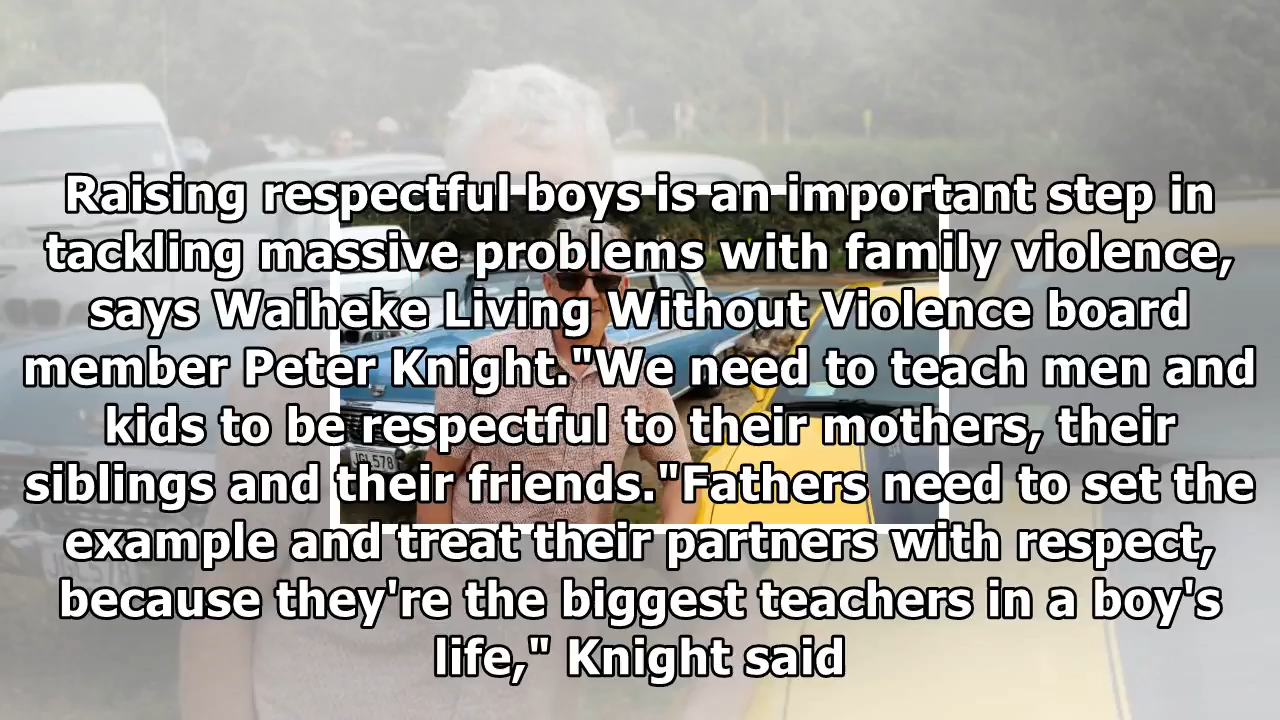 Raising respectful boys is an important step in
tackling massive problems with family violence,
says Waiheke Living Without Violence board
member Peter Knight."We need to teach men and
kids to be respectful to their mothers, their
siblings and their friends."Fathers need to set the
example and treat their partners with respect,
because they're the biggest teachers in a boy's
life," Knight said
JGL578